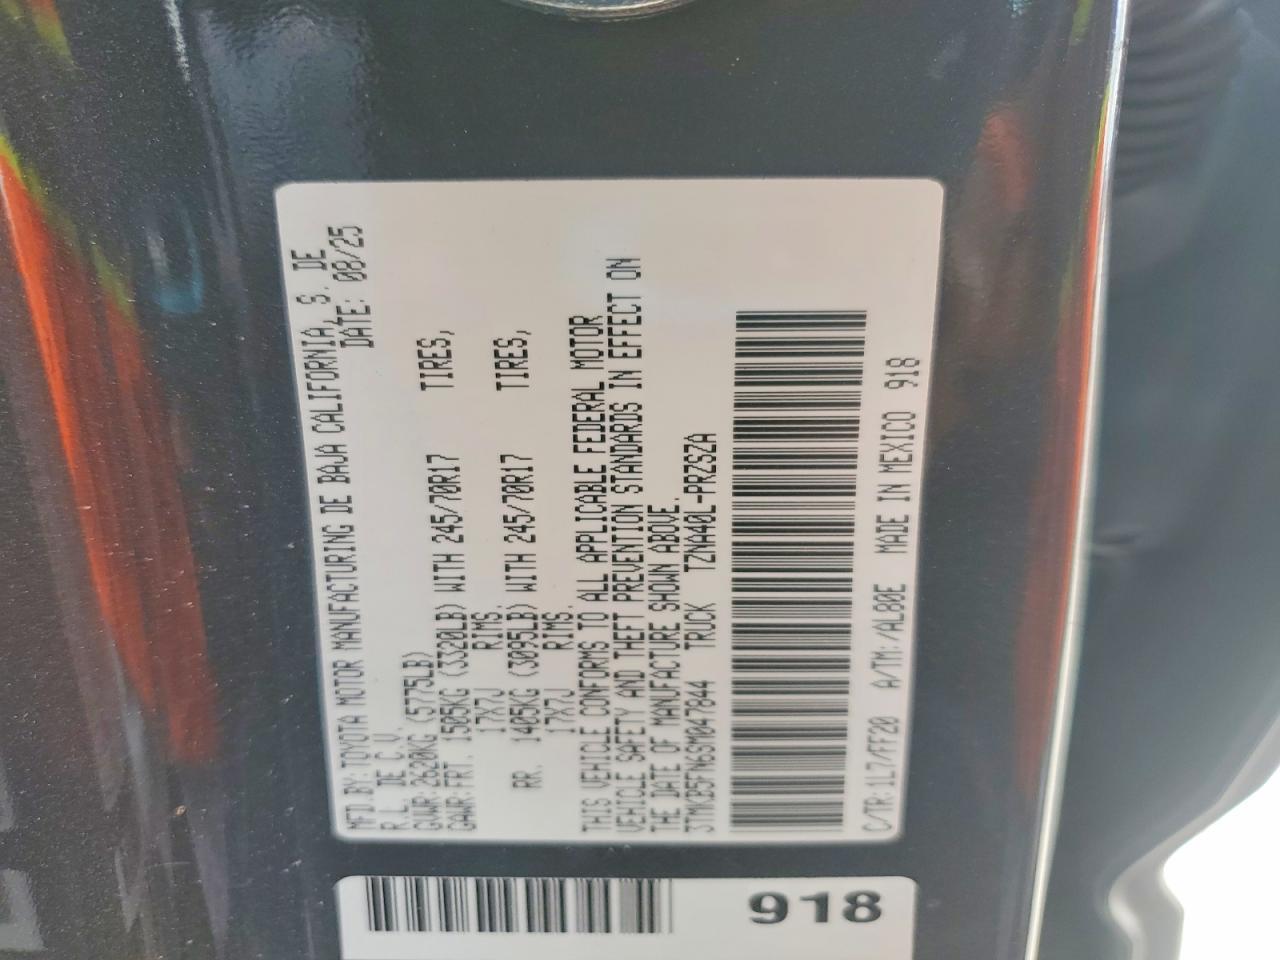 MFD.BY: TOYOTA MOTOR MANUFACTURING DE BAJA CALIFORNIA, S. DE
R.L. DE C.V. DATE: 08/25
GVWR: 2620KG (5775LB)
GAWR: FRT. 1505KG (3320LB) WITH 245/70R17 TIRES,
17X7J RIMS,
RR. 1405KG (3095LB) WITH 245/70R17 TIRES,
17X7J RIMS.
THIS VEHICLE CONFORMS TO ALL APPLICABLE FEDERAL MOTOR
VEHICLE SAFETY AND THEFT PREVENTION STANDARDS IN EFFECT ON
THE DATE OF MANUFACTURE SHOWN ABOVE.
3TMKB5FN6SM047844 TRUCK TZNA40L-PRZSZA
C/TR: 1L7/FF20 A/TM: /AL80E MADE IN MEXICO 918
918